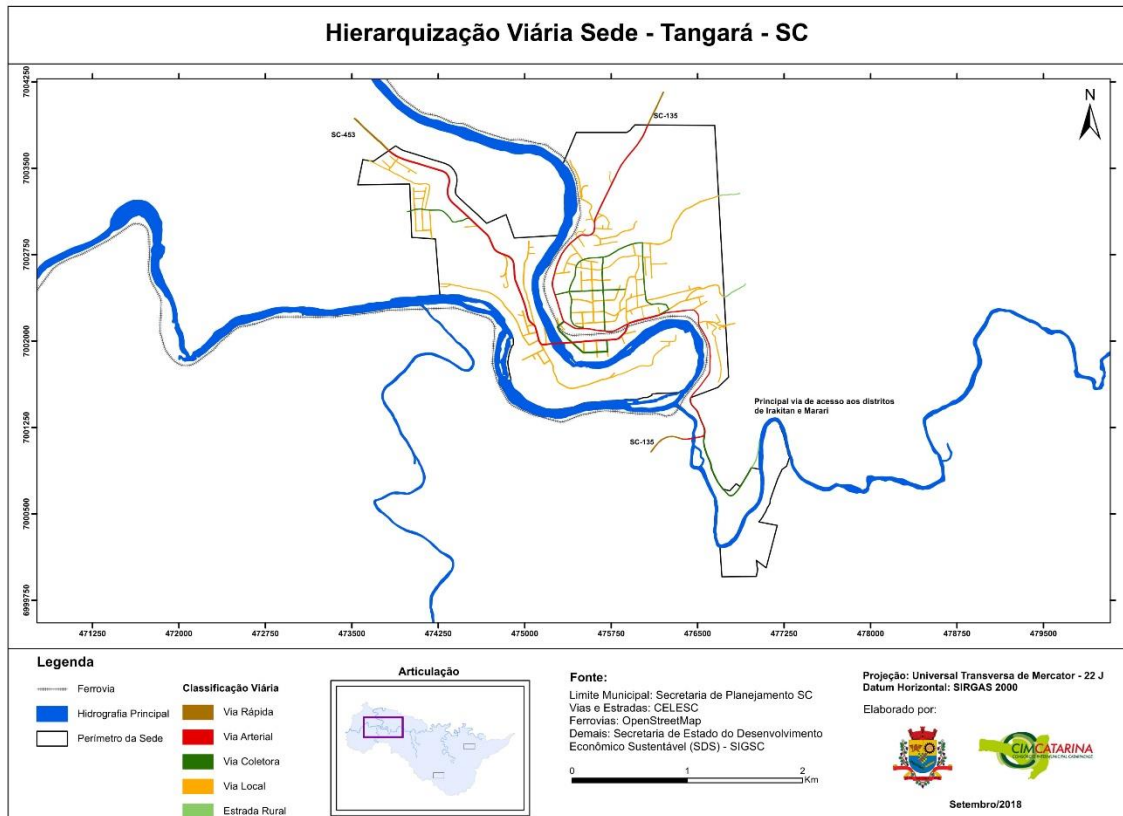 Hierarquização Viária Sede - Tangará - SC
7004250
7003500
7002750
7002000
7001250
7000500
6999750
SC-453
SC-135
N
Principal via de acesso aos distritos
de Irakitan e Marari
SC-135
471250 472000 472750 473500 474250 475000 475750 476500 477250 478000 478750 479500
Legenda
Ferrovia
Hidrografia Principal
Perímetro da Sede
Classificação Viária
Via Rápida
Via Arterial
Via Coletora
Via Local
Estrada Rural
Articulação
Fonte:
Limite Municipal: Secretaria de Planejamento SC
Vias e Estradas: CELESC
Ferrovias: OpenStreetMap
Demais: Secretaria de Estado do Desenvolvimento
Econômico Sustentável (SDS) - SIGSC
0 1 2
Km
Projeção: Universal Transversa de Mercator - 22 J
Datum Horizontal: SIRGAS 2000
Elaborado por:
CIMCATARINA
Setembro/2018